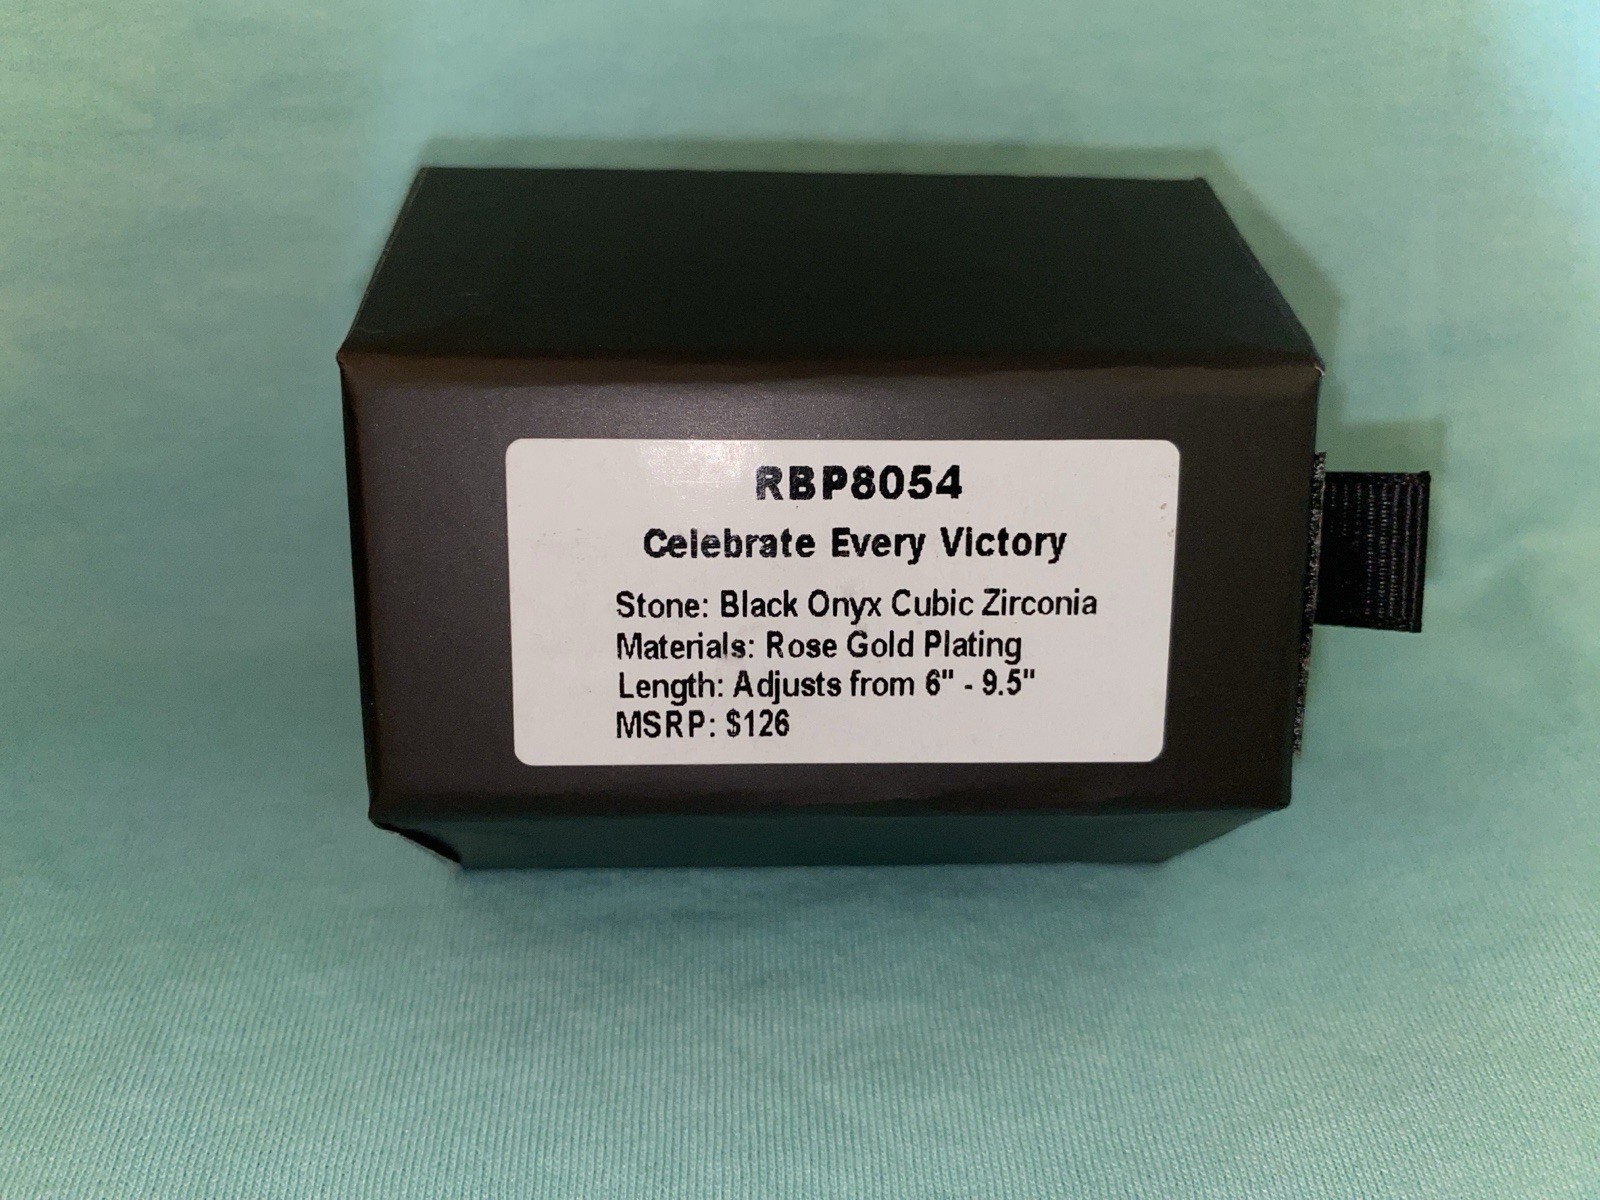 RBP8054
Celebrate Every Victory
Stone: Black Onyx Cubic Zirconia
Materials: Rose Gold Plating
Length: Adjusts from 6" - 9.5"
MSRP: $126